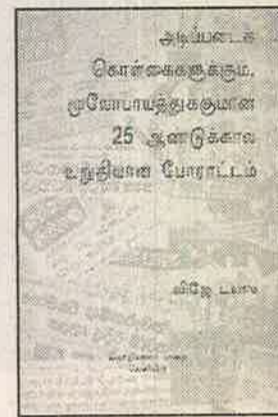 அடிப்படைக்
கொள்கைகளுக்கும்,
மூலோபாயத்துக்குமான
25 ஆண்டுக்கால
உறுதியான போராட்டம்
விஜே டயஸ்